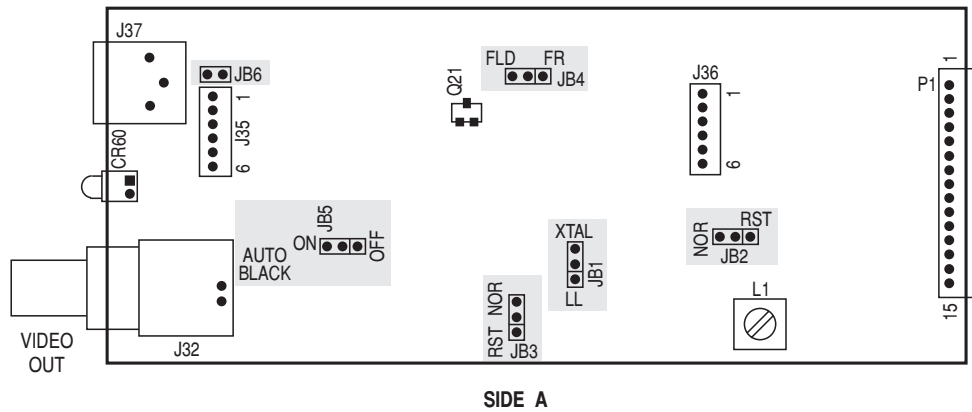 J37
JB6
1
J35
6
CR60
FLD FR
JB4
Q21
J36
1
6
P1
1
15
ON
JB5
OFF
AUTO
BLACK
XTAL
JB1
LL
NOR
RST
JB2
RST NOR
JB3
L1
J32
VIDEO
OUT
SIDE A